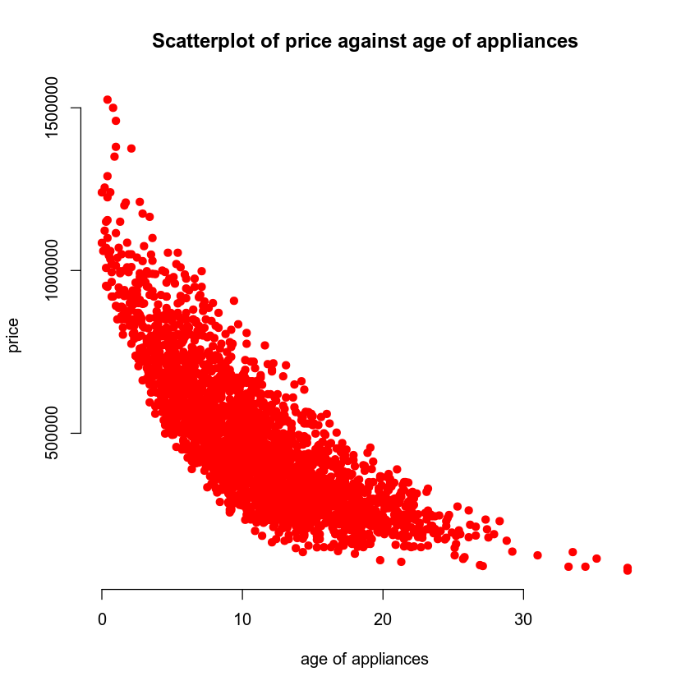 Scatterplot of price against age of appliances
1500000
1000000
500000
price
0 10 20 30
age of appliances